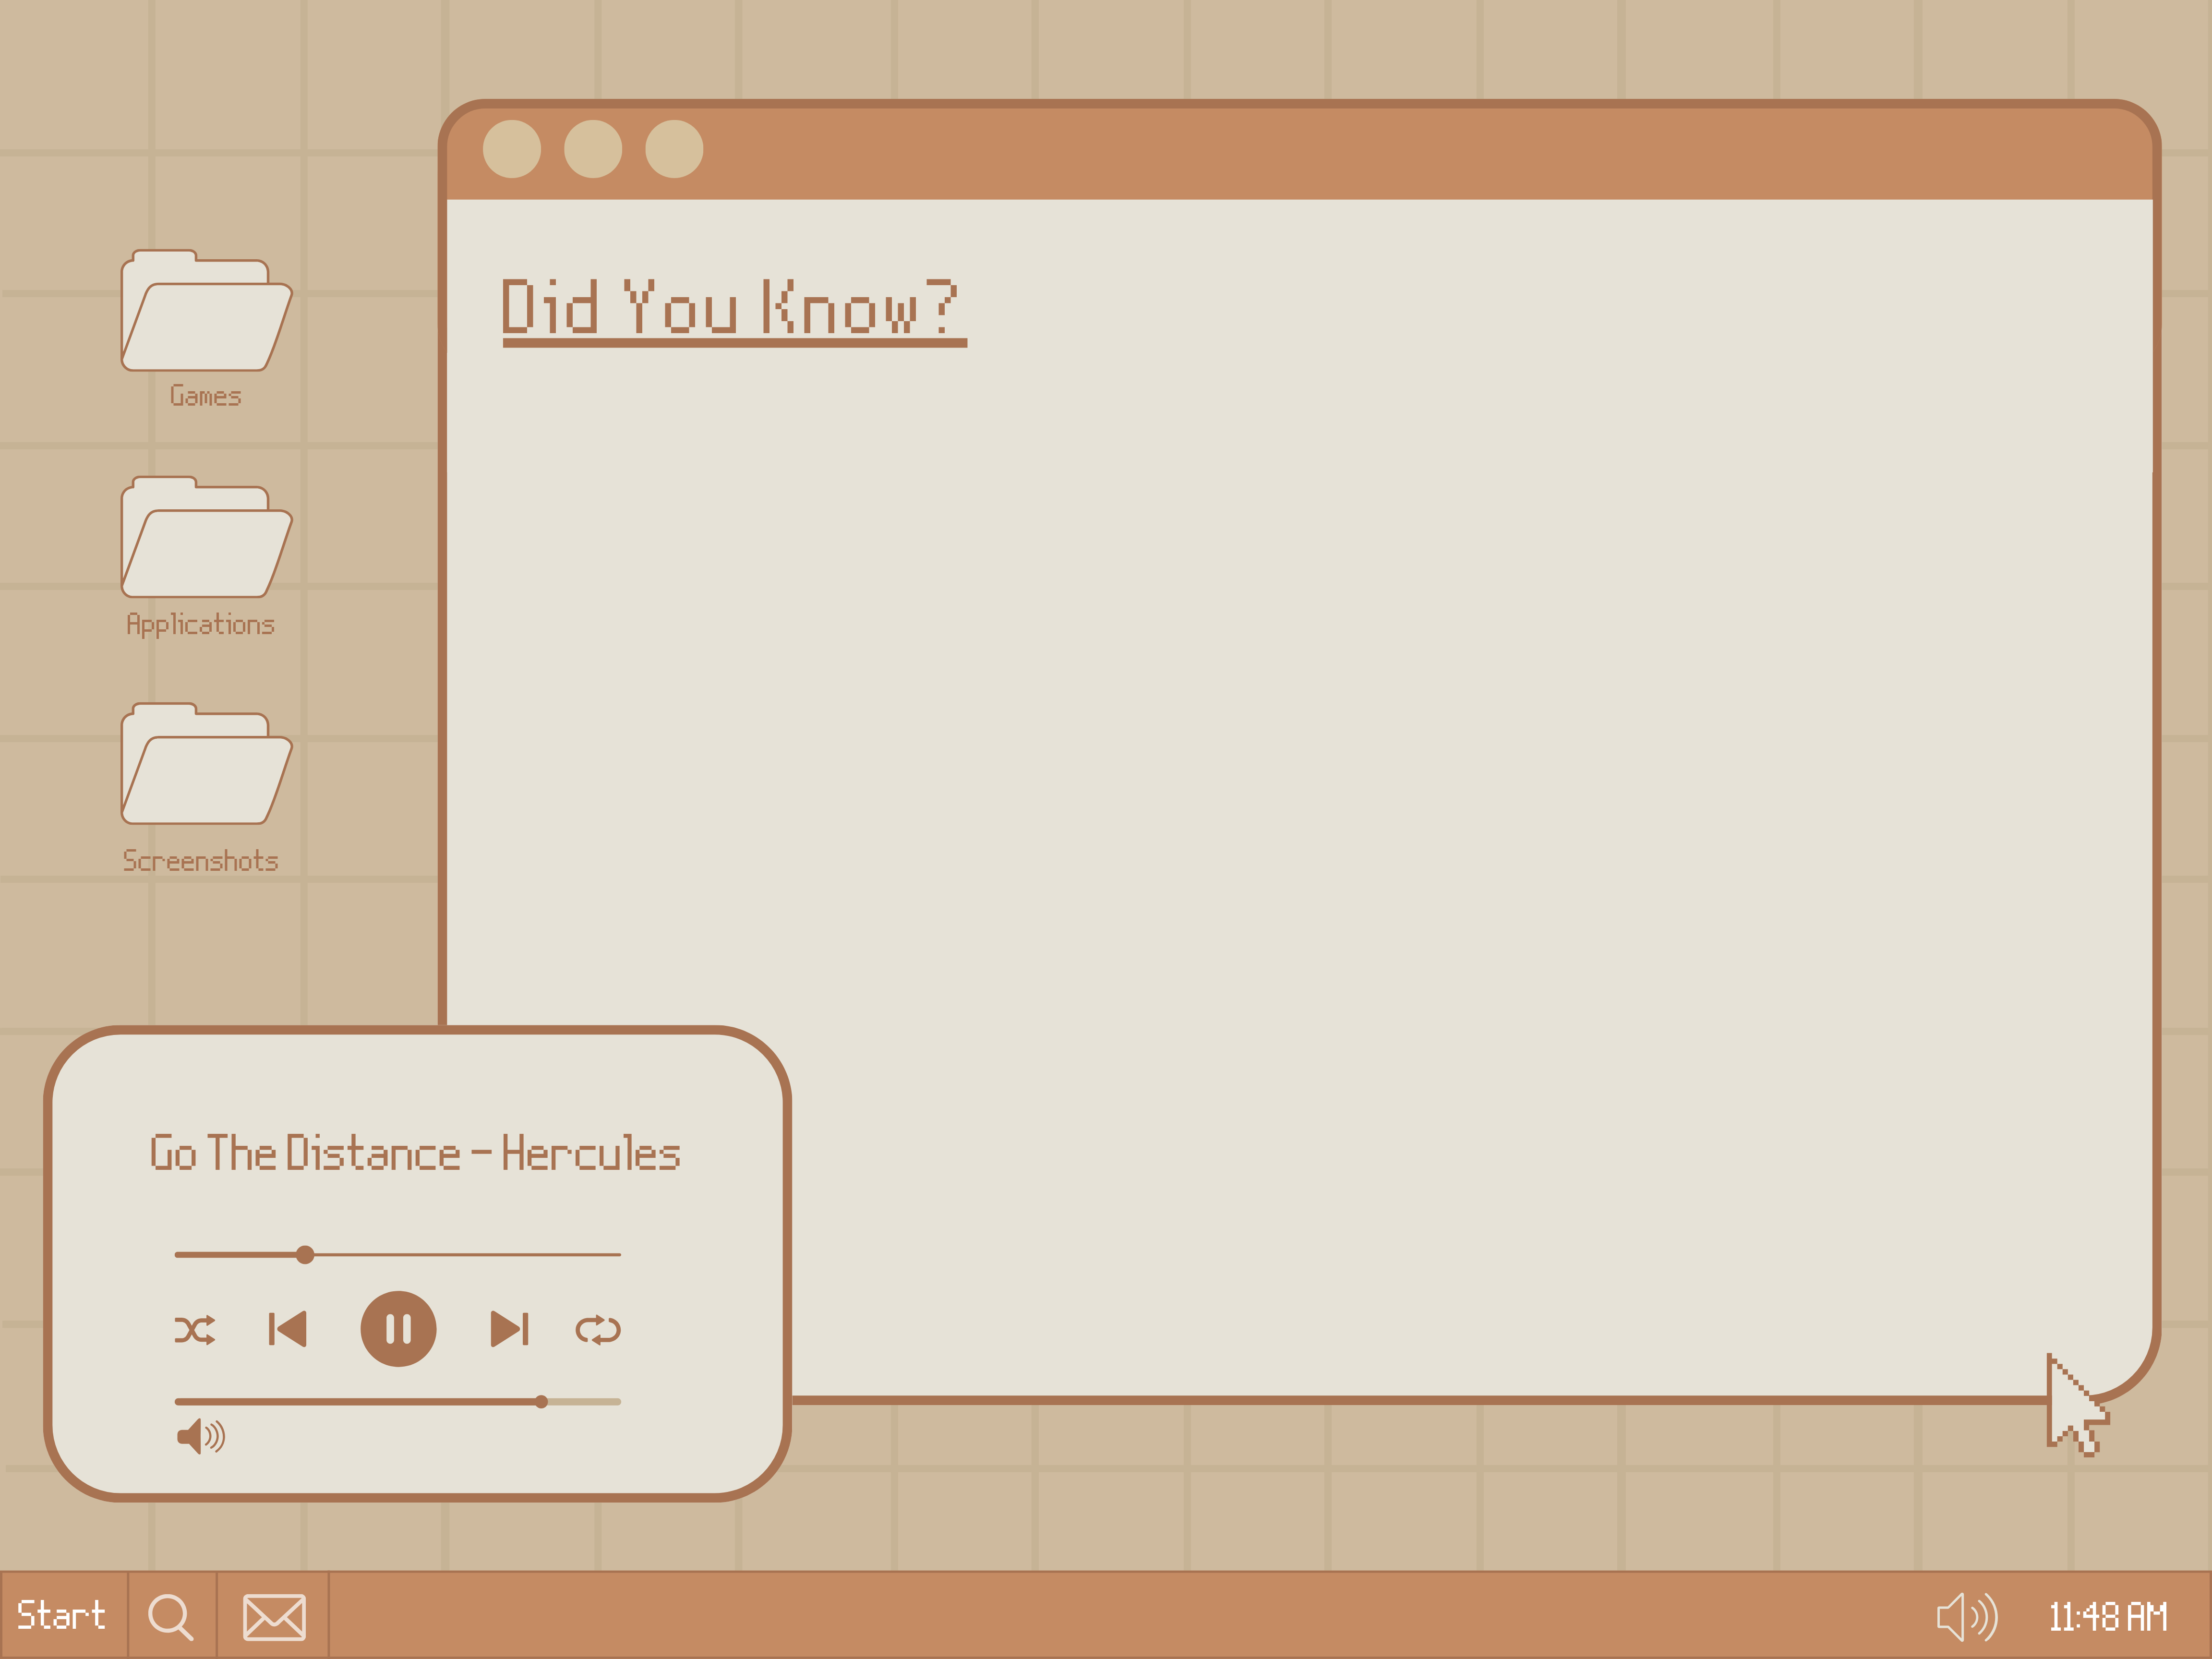 Did You Know?
Games
Applications
Screenshots
Go The Distance - Hercules
Start
11:48 AM